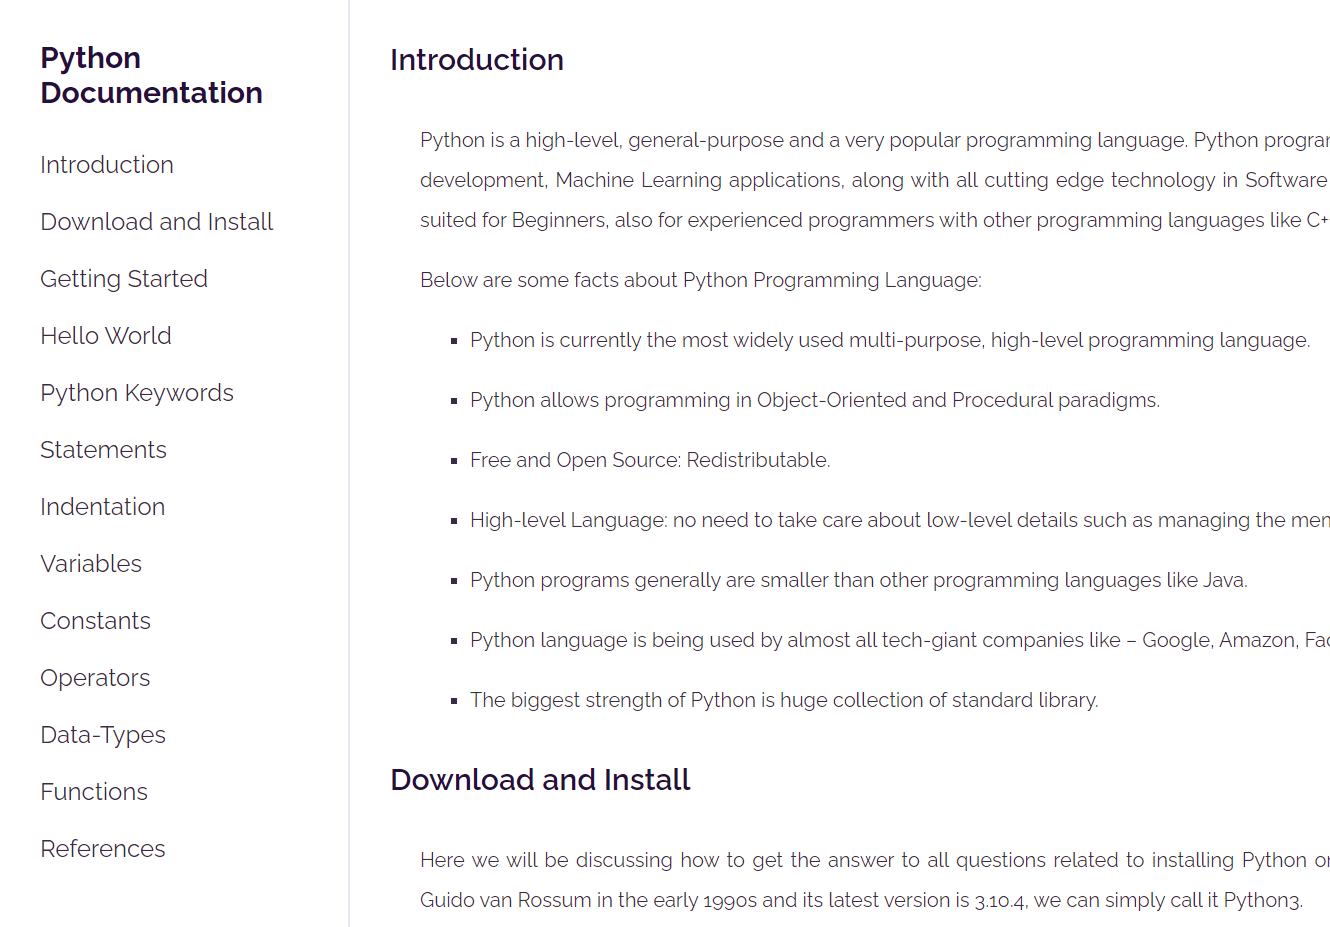 Python
Documentation
Introduction
Download and Install
Getting Started
Hello World
Python Keywords
Statements
Indentation
Variables
Constants
Operators
Data-Types
Functions
References
Introduction
Python is a high-level, general-purpose and a very popular programming language. Python
development, Machine Learning applications, along with all cutting edge technology in Software
suited for Beginners, also for experienced programmers with other programming languages like
Below are some facts about Python Programming Language:
▪ Python is currently the most widely used multi-purpose, high-level programming language.
▪ Python allows programming in Object-Oriented and Procedural paradigms.
▪ Free and Open Source: Redistributable.
▪ High-level Language: no need to take care about low-level details such as managing the
▪ Python programs generally are smaller than other programming languages like Java.
▪ Python language is being used by almost all tech-giant companies like – Google, Amazon,
▪ The biggest strength of Python is huge collection of standard library.
Download and Install
Here we will be discussing how to get the answer to all questions related to installing Python
Guido van Rossum in the early 1990s and its latest version is 3.10.4, we can simply call it Python3.